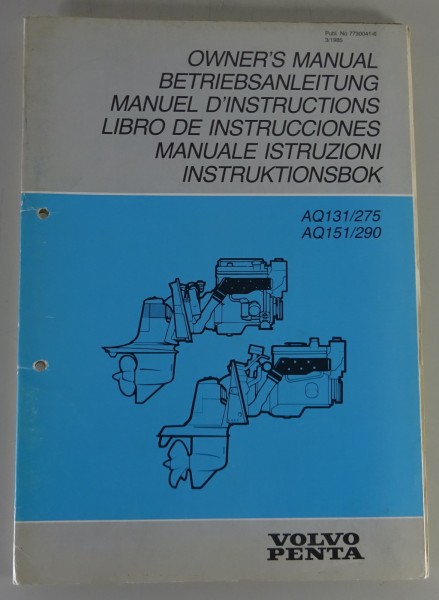 Publ. No 7730041-6
3/1985
OWNER'S MANUAL
BETRIEBSANLEITUNG
MANUEL D'INSTRUCTIONS
LIBRO DE INSTRUCCIONES
MANUALE ISTRUZIONI
INSTRUKTIONSBOK
AQ131/275
AQ151/290
VOLVO
PENTA